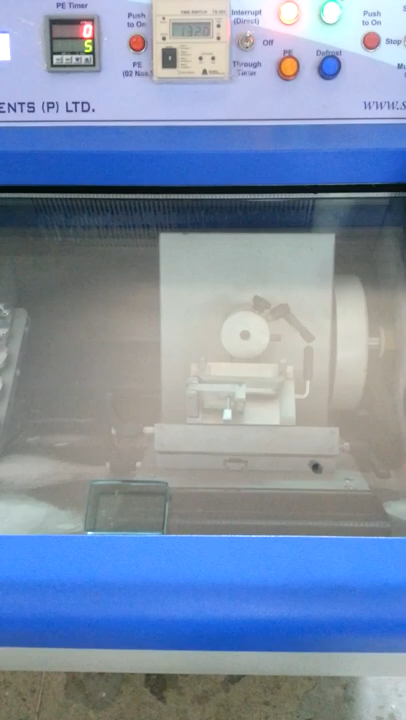 PE Timer
0
5
Push
to On
PE
(02 Nos.
TIME SWITCH
Interrupt
(Direct)
Off
Through
Timer
PE
Defrost
Push
to On
Stop
ENTS (P) LTD.
WWW.S